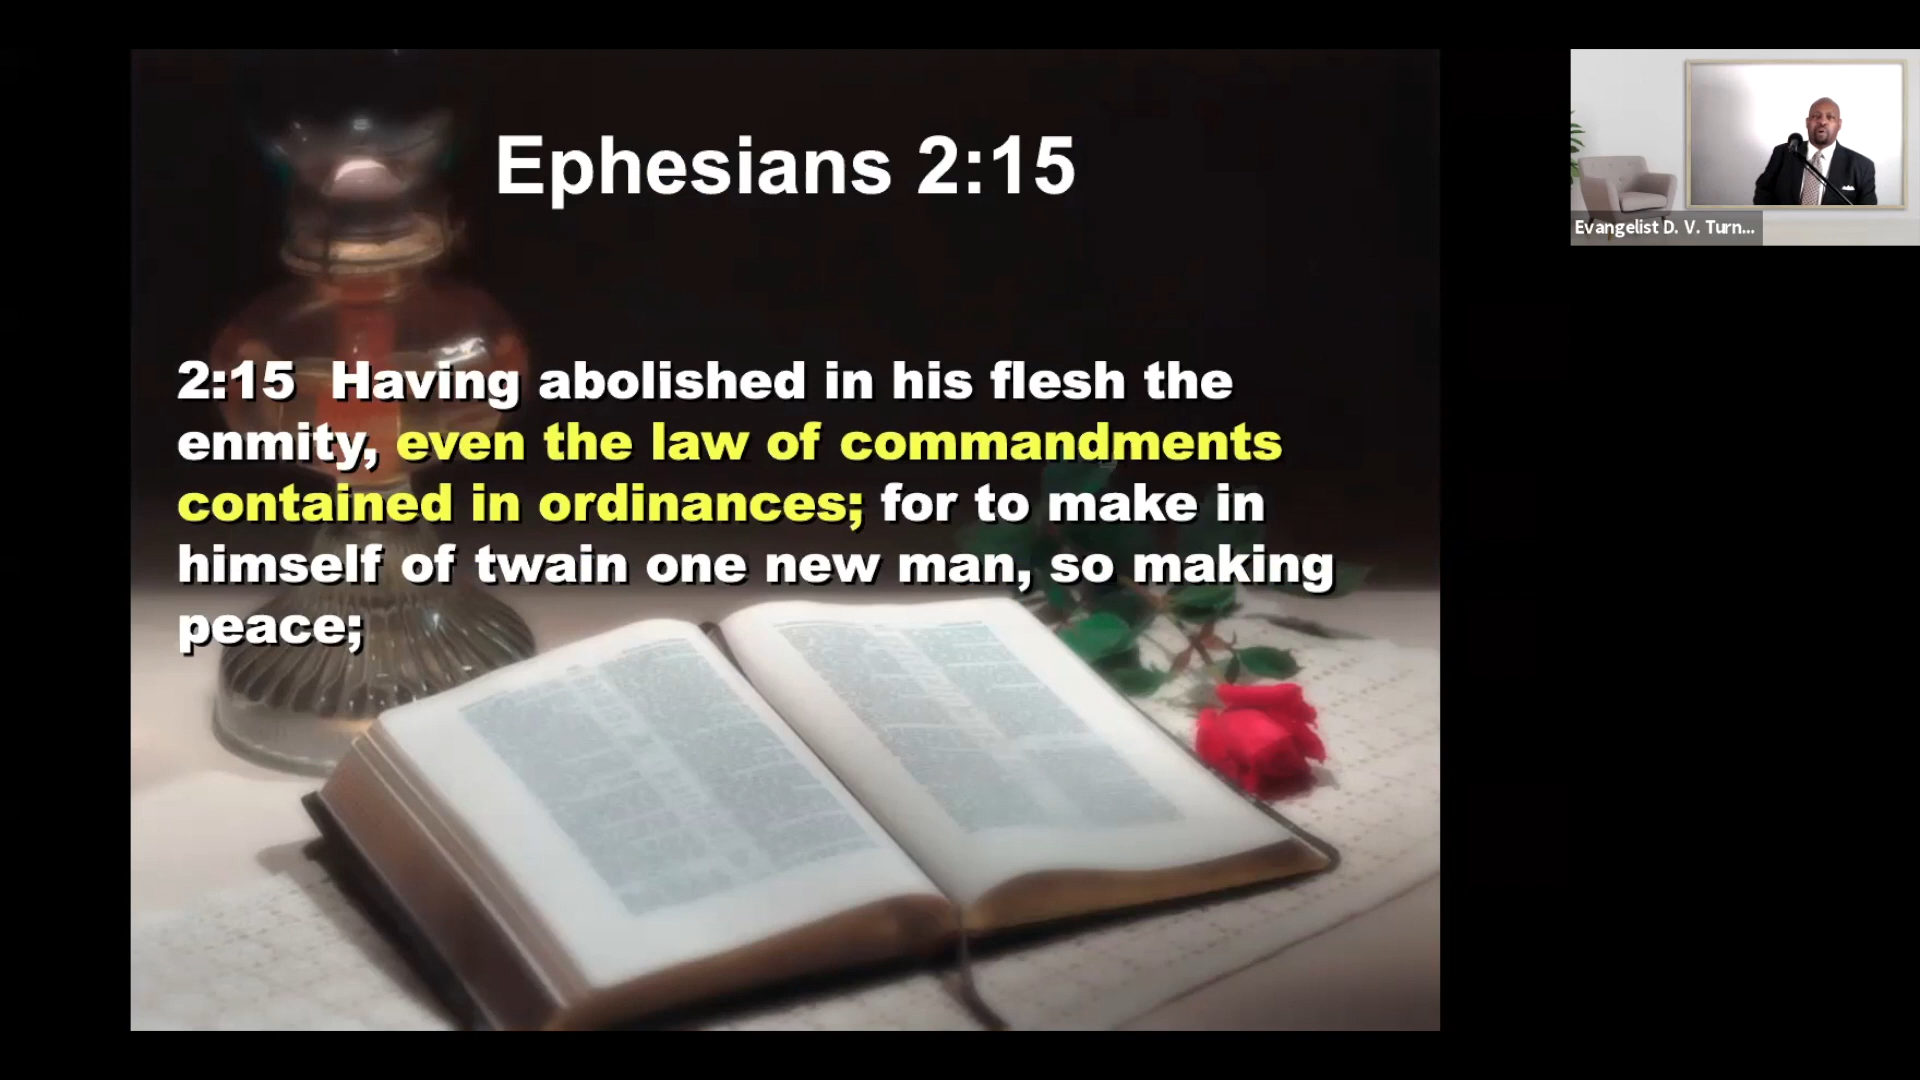 Ephesians 2:15
2:15 Having abolished in his flesh the
enmity, even the law of commandments
contained in ordinances; for to make in
himself of twain one new man, so making
peace;
Evangelist D. V. Turn...